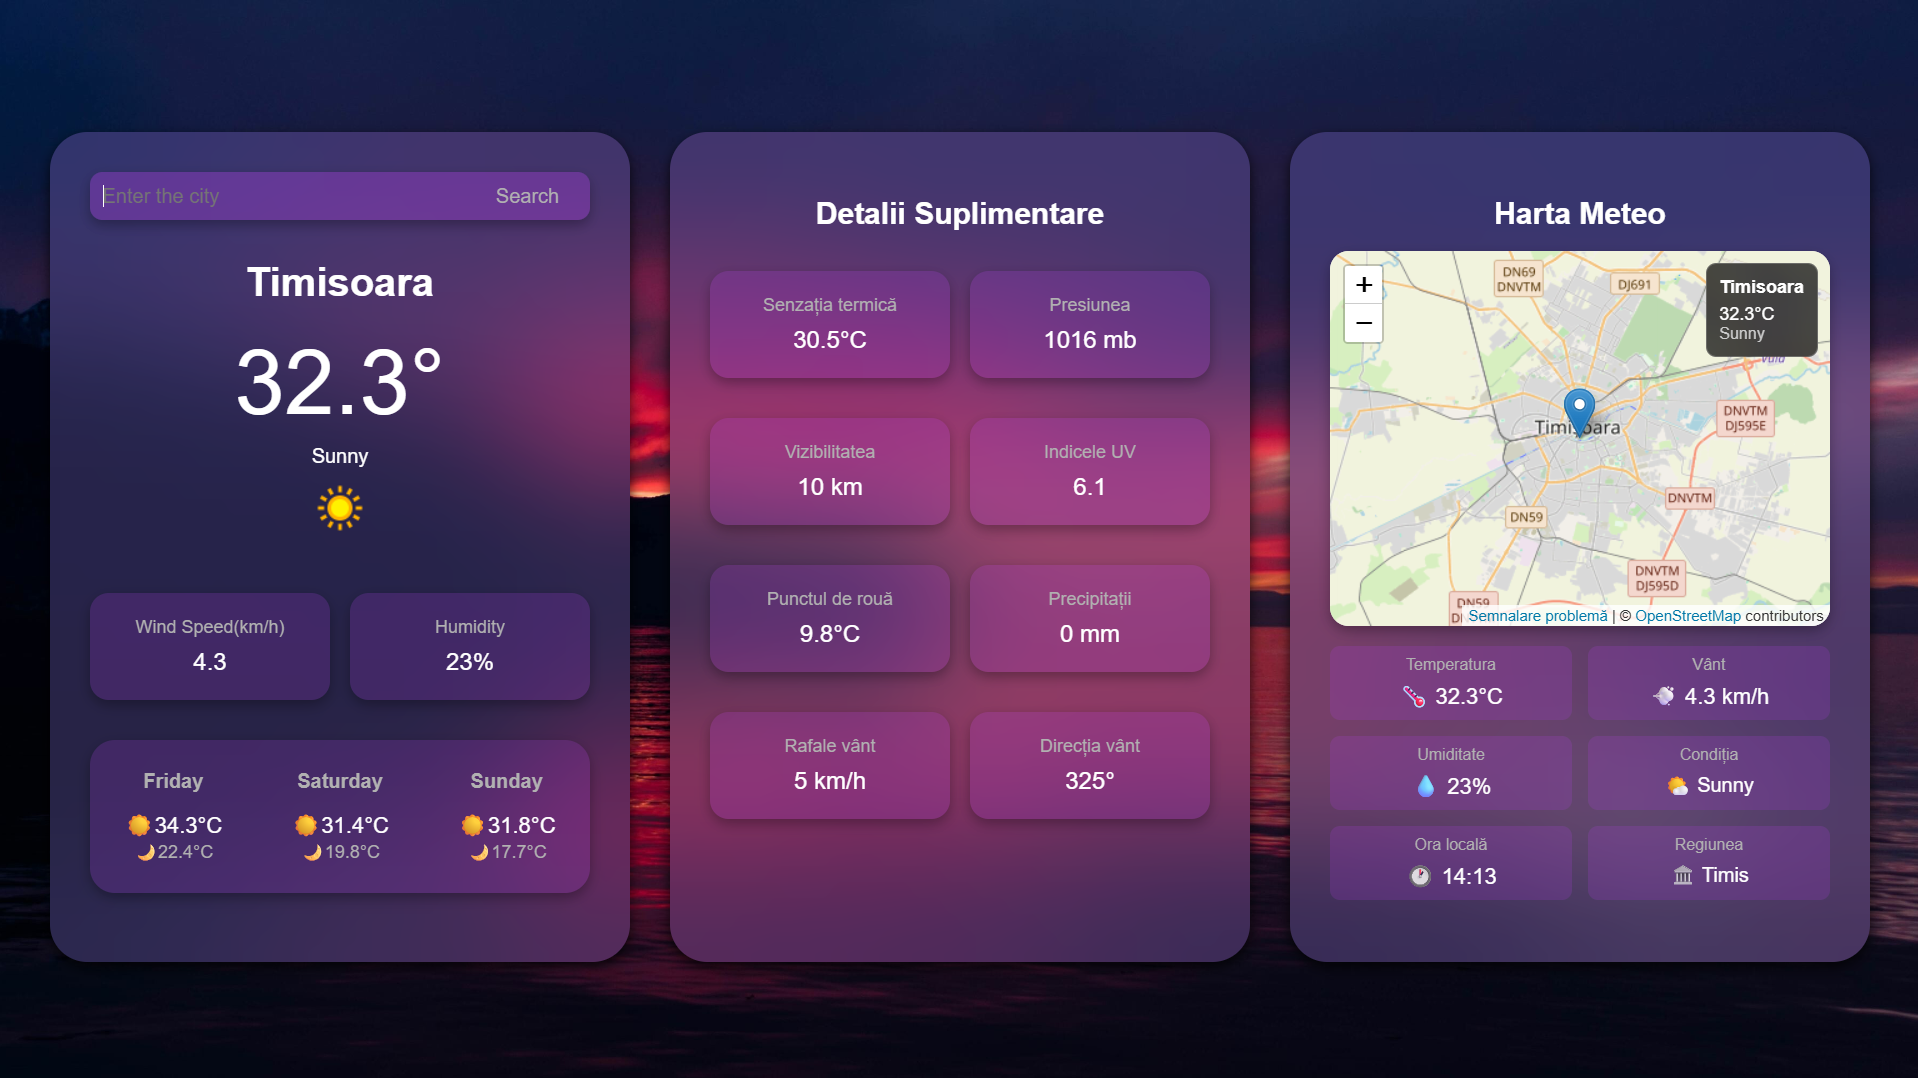 Enter the city
Search
Timisoara
32.3°
Sunny
Wind Speed(km/h)
4.3
Humidity
23%
Friday
34.3°C
22.4°C
Saturday
31.4°C
19.8°C
Sunday
31.8°C
17.7°C
Detalii Suplimentare
Senzația termică
30.5°C
Presiunea
1016 mb
Vizibilitatea
10 km
Indicele UV
6.1
Punctul de rouă
9.8°C
Precipitații
0 mm
Rafale vânt
5 km/h
Direcția vânt
325°
Harta Meteo
+
−
DN69
DNVTM
DJ691
Timisoara
32.3°C
Sunny
DNVTM
DJ595E
DNVTM
DN59
DNVTM
DJ595D
DN59
Semnalare problemă | © OpenStreetMap contributors
Temperatura
32.3°C
Vânt
4.3 km/h
Umiditate
23%
Condiția
Sunny
Ora locală
14:13
Regiunea
Timis